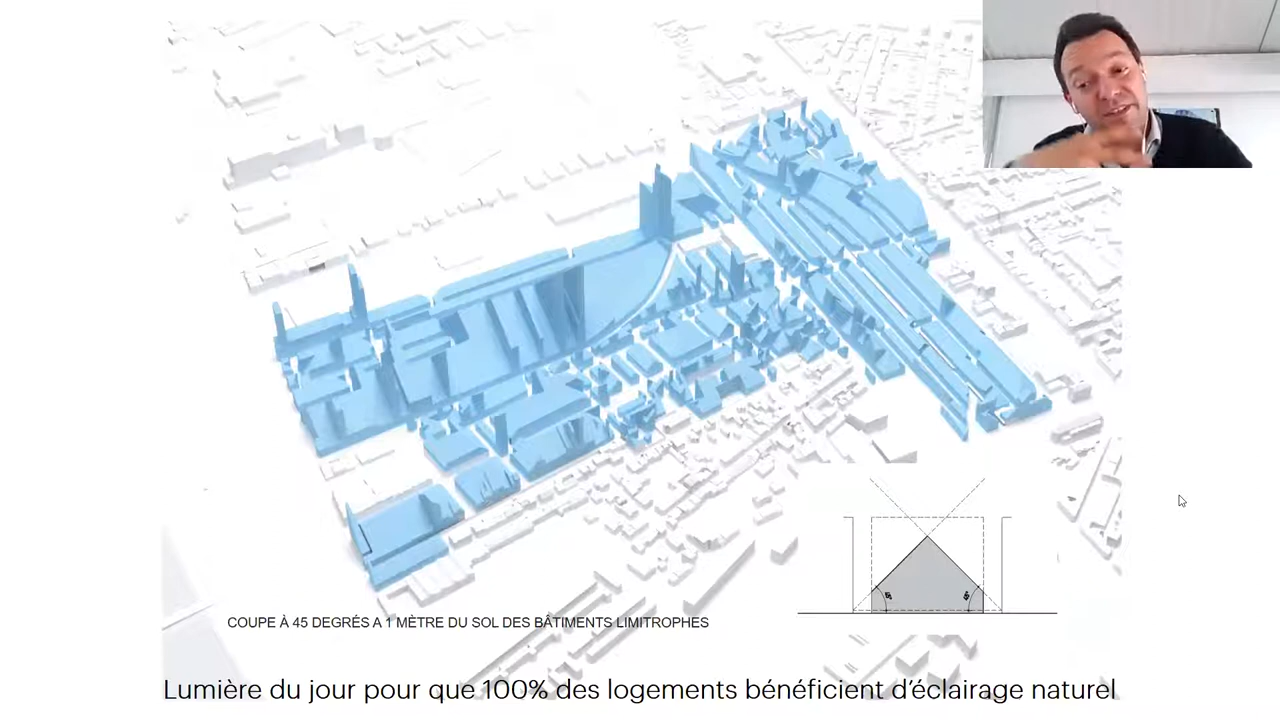 COUPE À 45 DEGRÉS A 1 MÈTRE DU SOL DES BÂTIMENTS LIMITROPHES
Lumière du jour pour que 100% des logements bénéficient d'éclairage naturel